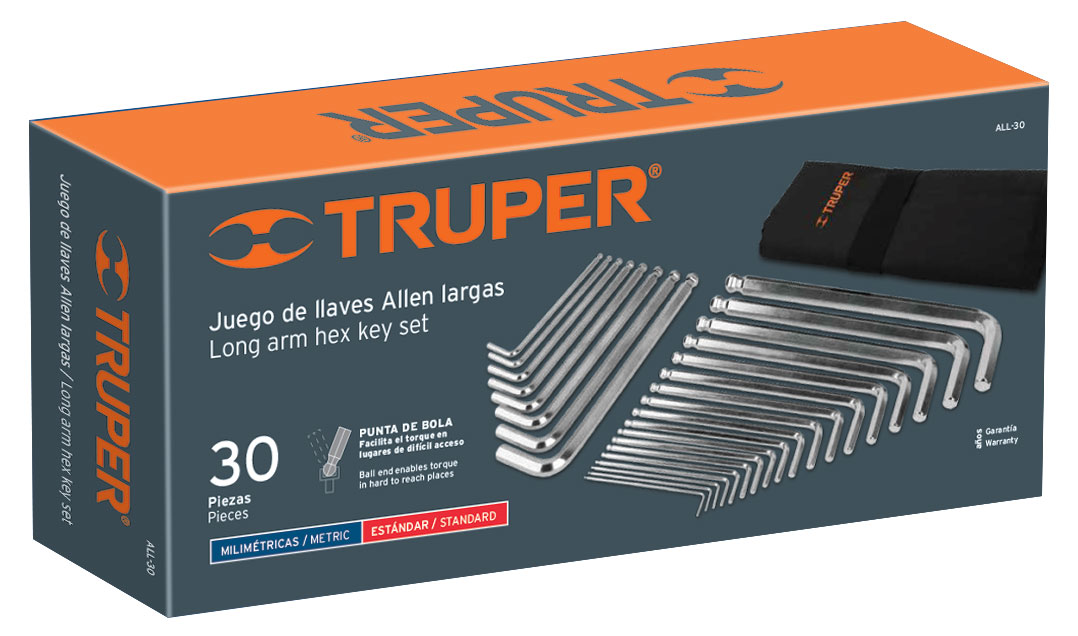 TRUPER®
ALL-30
TRUPER®
TRUPER
Juego de llaves Allen largas
Long arm hex key set
30
Piezas
Pieces
PUNTA DE BOLA
Facilita el torque en
lugares de difícil acceso
Ball end enables torque
in hard to reach places
MILIMÉTRICAS / METRIC
ESTÁNDAR / STANDARD
años
Garantía
Warranty
Juego de llaves Allen largas / Long arm hex key set
TRUPER®
ALL-30